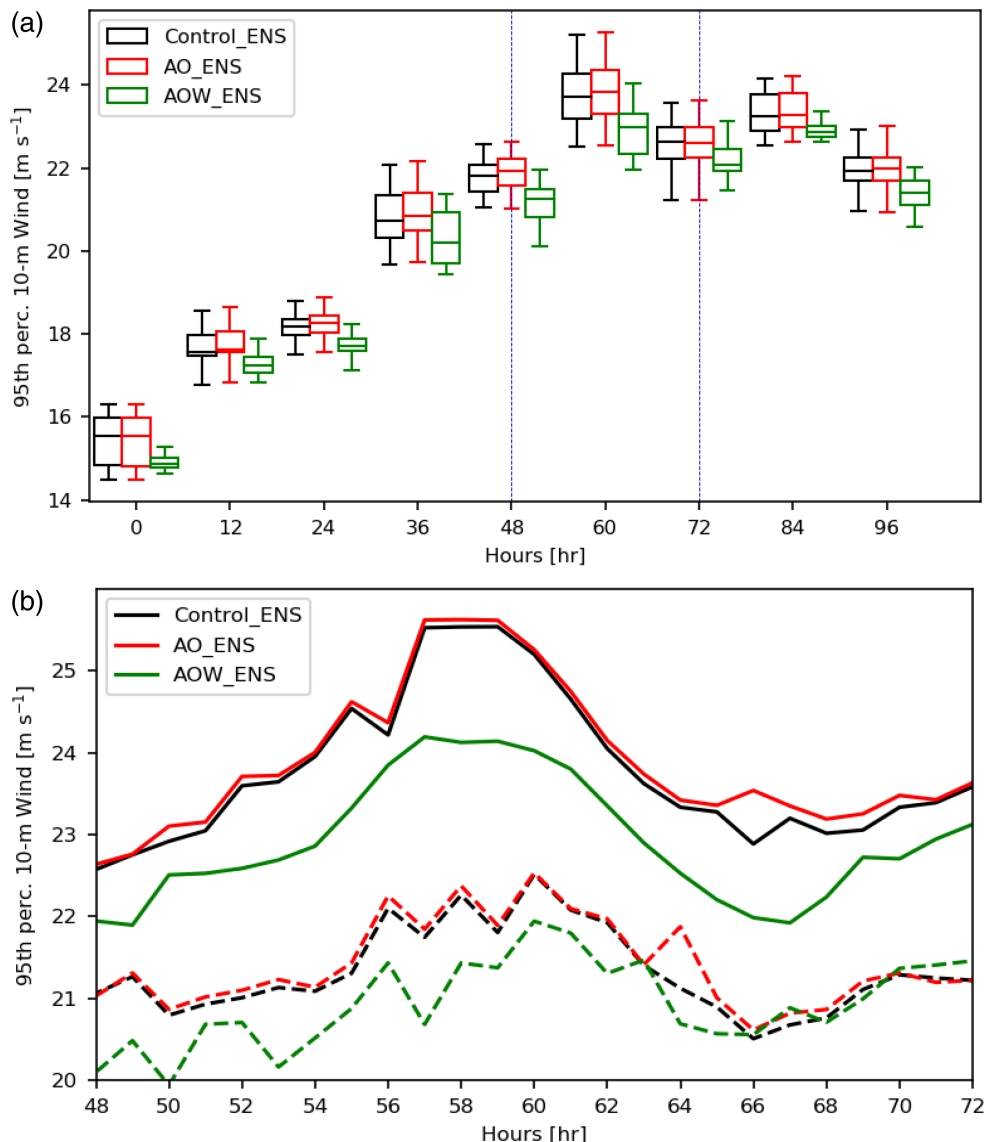 (a)
Control_ENS
AO_ENS
AOW_ENS
95th perc. 10-m Wind [m s⁻¹]
24
22
20
18
16
14
0 12 24 36 48 60 72 84 96
Hours [hr]
(b)
Control_ENS
AO_ENS
AOW_ENS
95th perc. 10-m Wind [m s⁻¹]
25
24
23
22
21
20
48 50 52 54 56 58 60 62 64 66 68 70 72
Hours [hr]